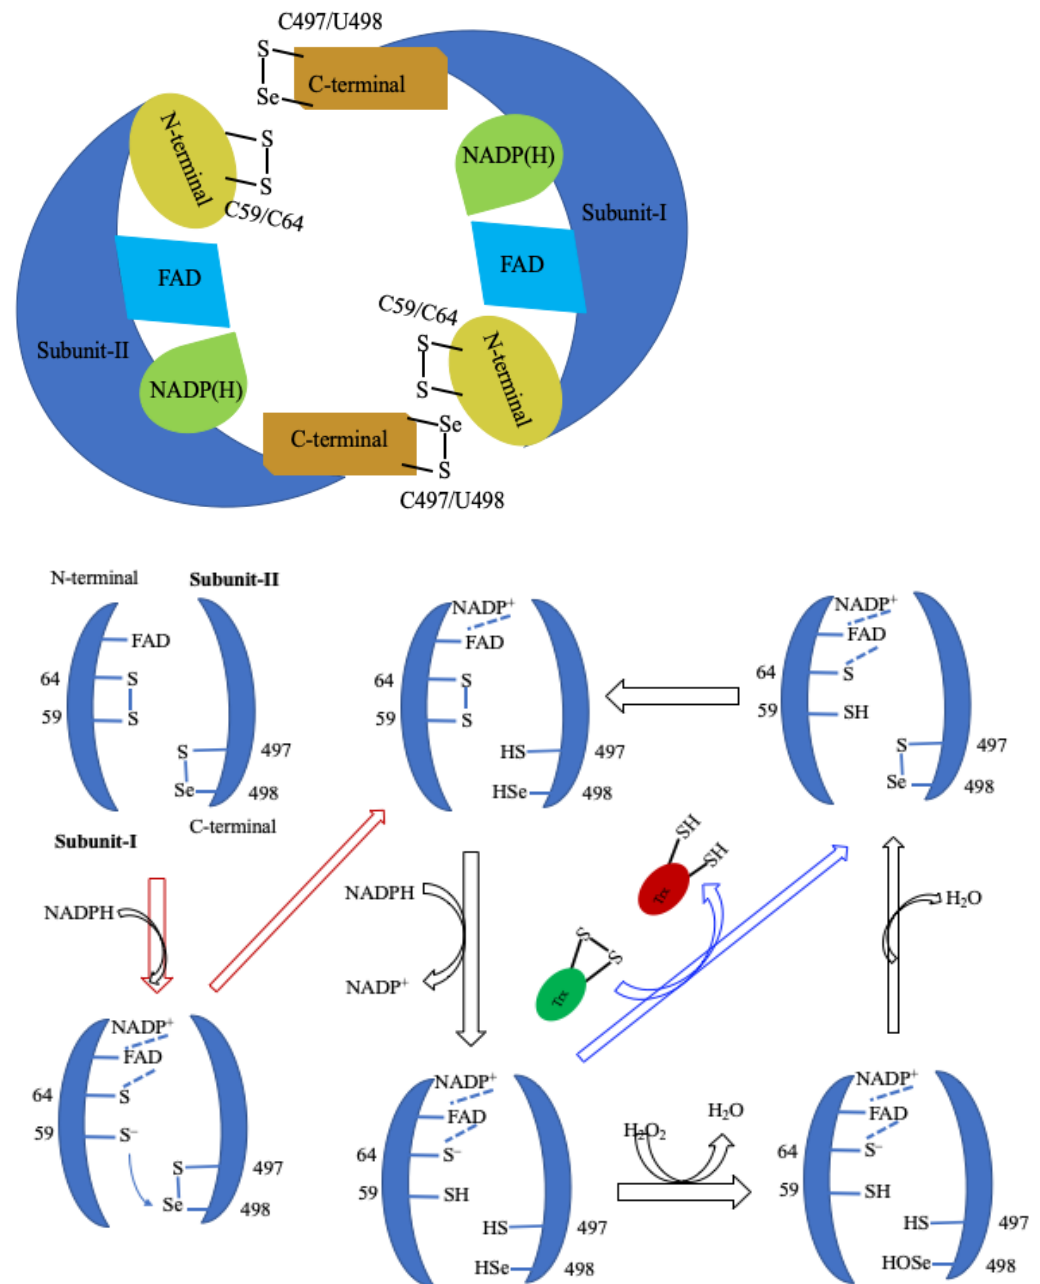 C497/U498
S
Se
C-terminal
N-terminal
S
S
C59/C64
NADP(H)
Subunit-I
FAD
FAD
C59/C64
S
S
N-terminal
Subunit-II
NADP(H)
C-terminal
Se
S
C497/U498
N-terminal
Subunit-II
FAD
64
S
59
S
S
497
Se
498
C-terminal
Subunit-I
NADP⁺
FAD
64
S
59
S
HS
497
HSe
498
NADP⁺
FAD
64
S
59
SH
S
497
Se
498
NADPH
NADPH
NADP⁺
SH
SH
Trx
S
S
Trx
H₂O
NADP⁺
FAD
64
S
59
S⁻
S
497
Se
498
NADP⁺
FAD
64
S⁻
59
SH
HS
497
HSe
498
H₂O₂
H₂O
NADP⁺
FAD
64
S⁻
59
SH
HS
497
HOSe
498